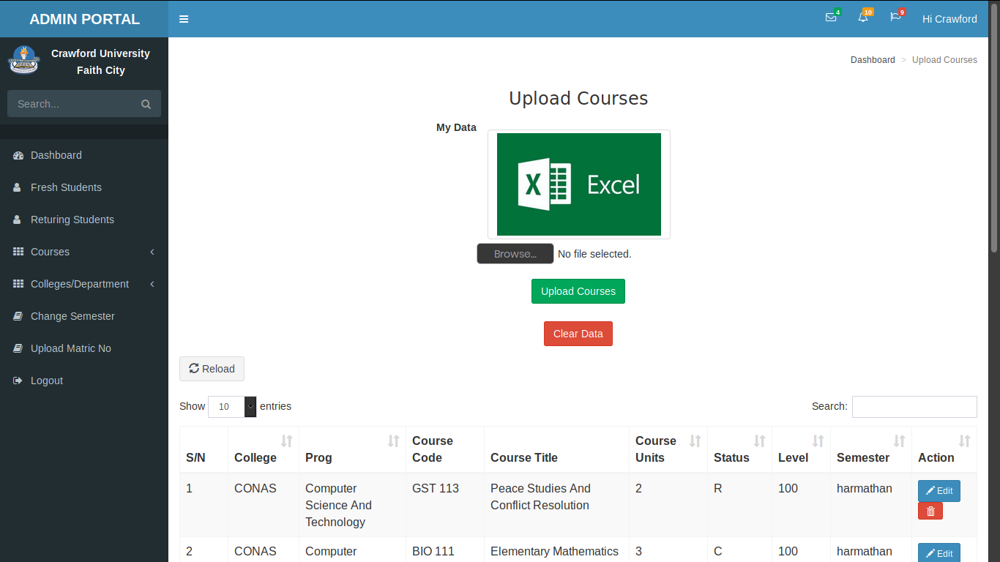 ADMIN PORTAL
4
10
9
Hi Crawford
Crawford University
Faith City
Search...
Dashboard
Fresh Students
Returing Students
Courses
Colleges/Department
Change Semester
Upload Matric No
Logout
Dashboard > Upload Courses
Upload Courses
My Data
X Excel
Browse... No file selected.
Upload Courses
Clear Data
Reload
Show 10 entries
Search:
S/N College Prog Course Code Course Title Course Units Status Level Semester Action
1 CONAS Computer GST 113 Peace Studies And 2 R 100 harmathan Edit
Science And Conflict Resolution
Technology
2 CONAS Computer BIO 111 Elementary Mathematics 3 C 100 harmathan Edit